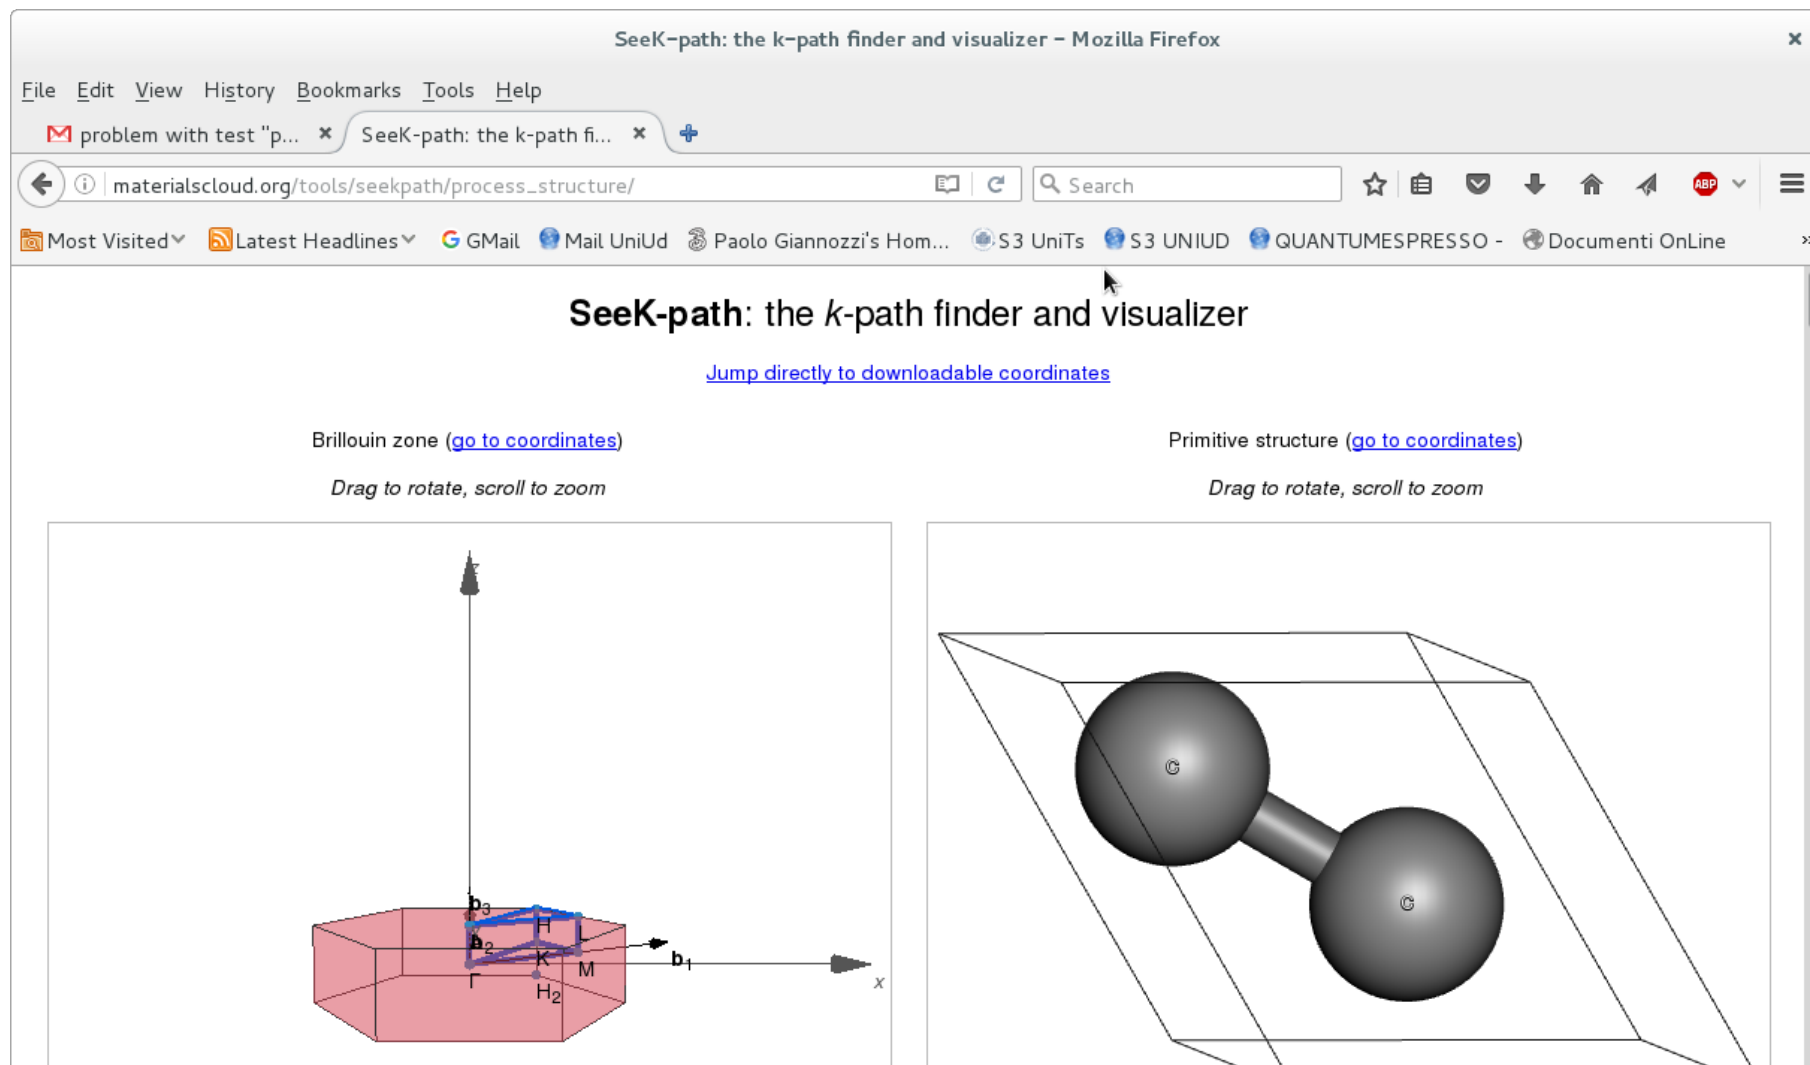 SeeK-path: the k-path finder and visualizer - Mozilla Firefox
File Edit View History Bookmarks Tools Help
problem with test "p... SeeK-path: the k-path fi...
materialscloud.org/tools/seekpath/process_structure/ Search ABP
Most Visited Latest Headlines GMail Mail UniUd Paolo Giannozzi's Hom... S3 UniTs S3 UNIUD QUANTUMESPRESSO - Documenti OnLine »
SeeK-path: the k-path finder and visualizer
Jump directly to downloadable coordinates
Brillouin zone (go to coordinates) Primitive structure (go to coordinates)
Drag to rotate, scroll to zoom Drag to rotate, scroll to zoom
z
C
C
b3
H
L
b2
K
b1
M
Γ
H2
x